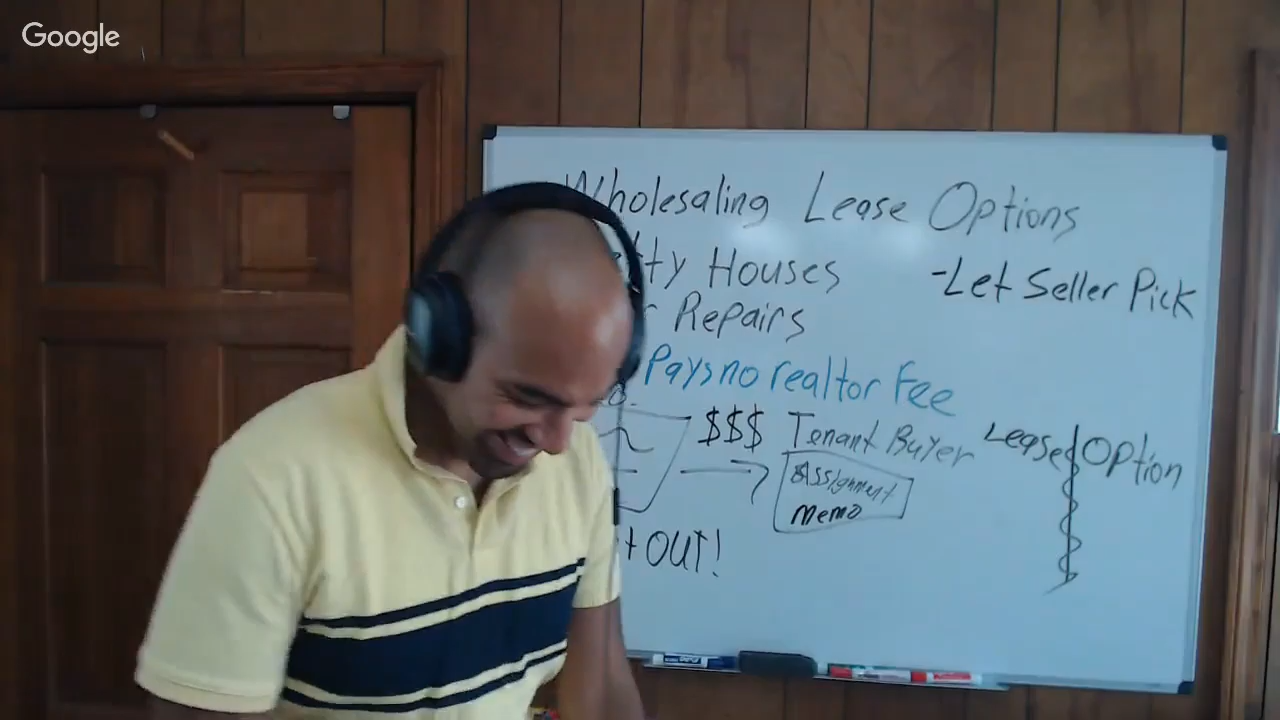 Google
Wholesaling Lease Options
tty Houses
-Let Seller Pick
r Repairs
Pays no realtor Fee
$$$ Tenant Buyer
Lease Option
Assignment
Memo
t OUT!